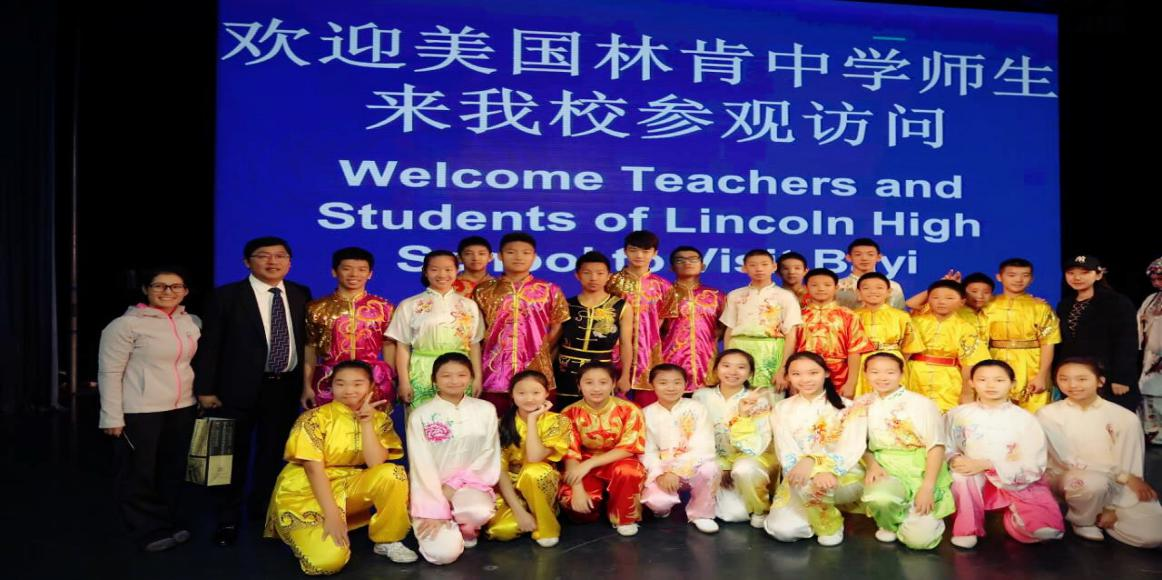 欢迎美国林肯中学师生
来我校参观访问
Welcome Teachers and
Students of Lincoln High
to Visit